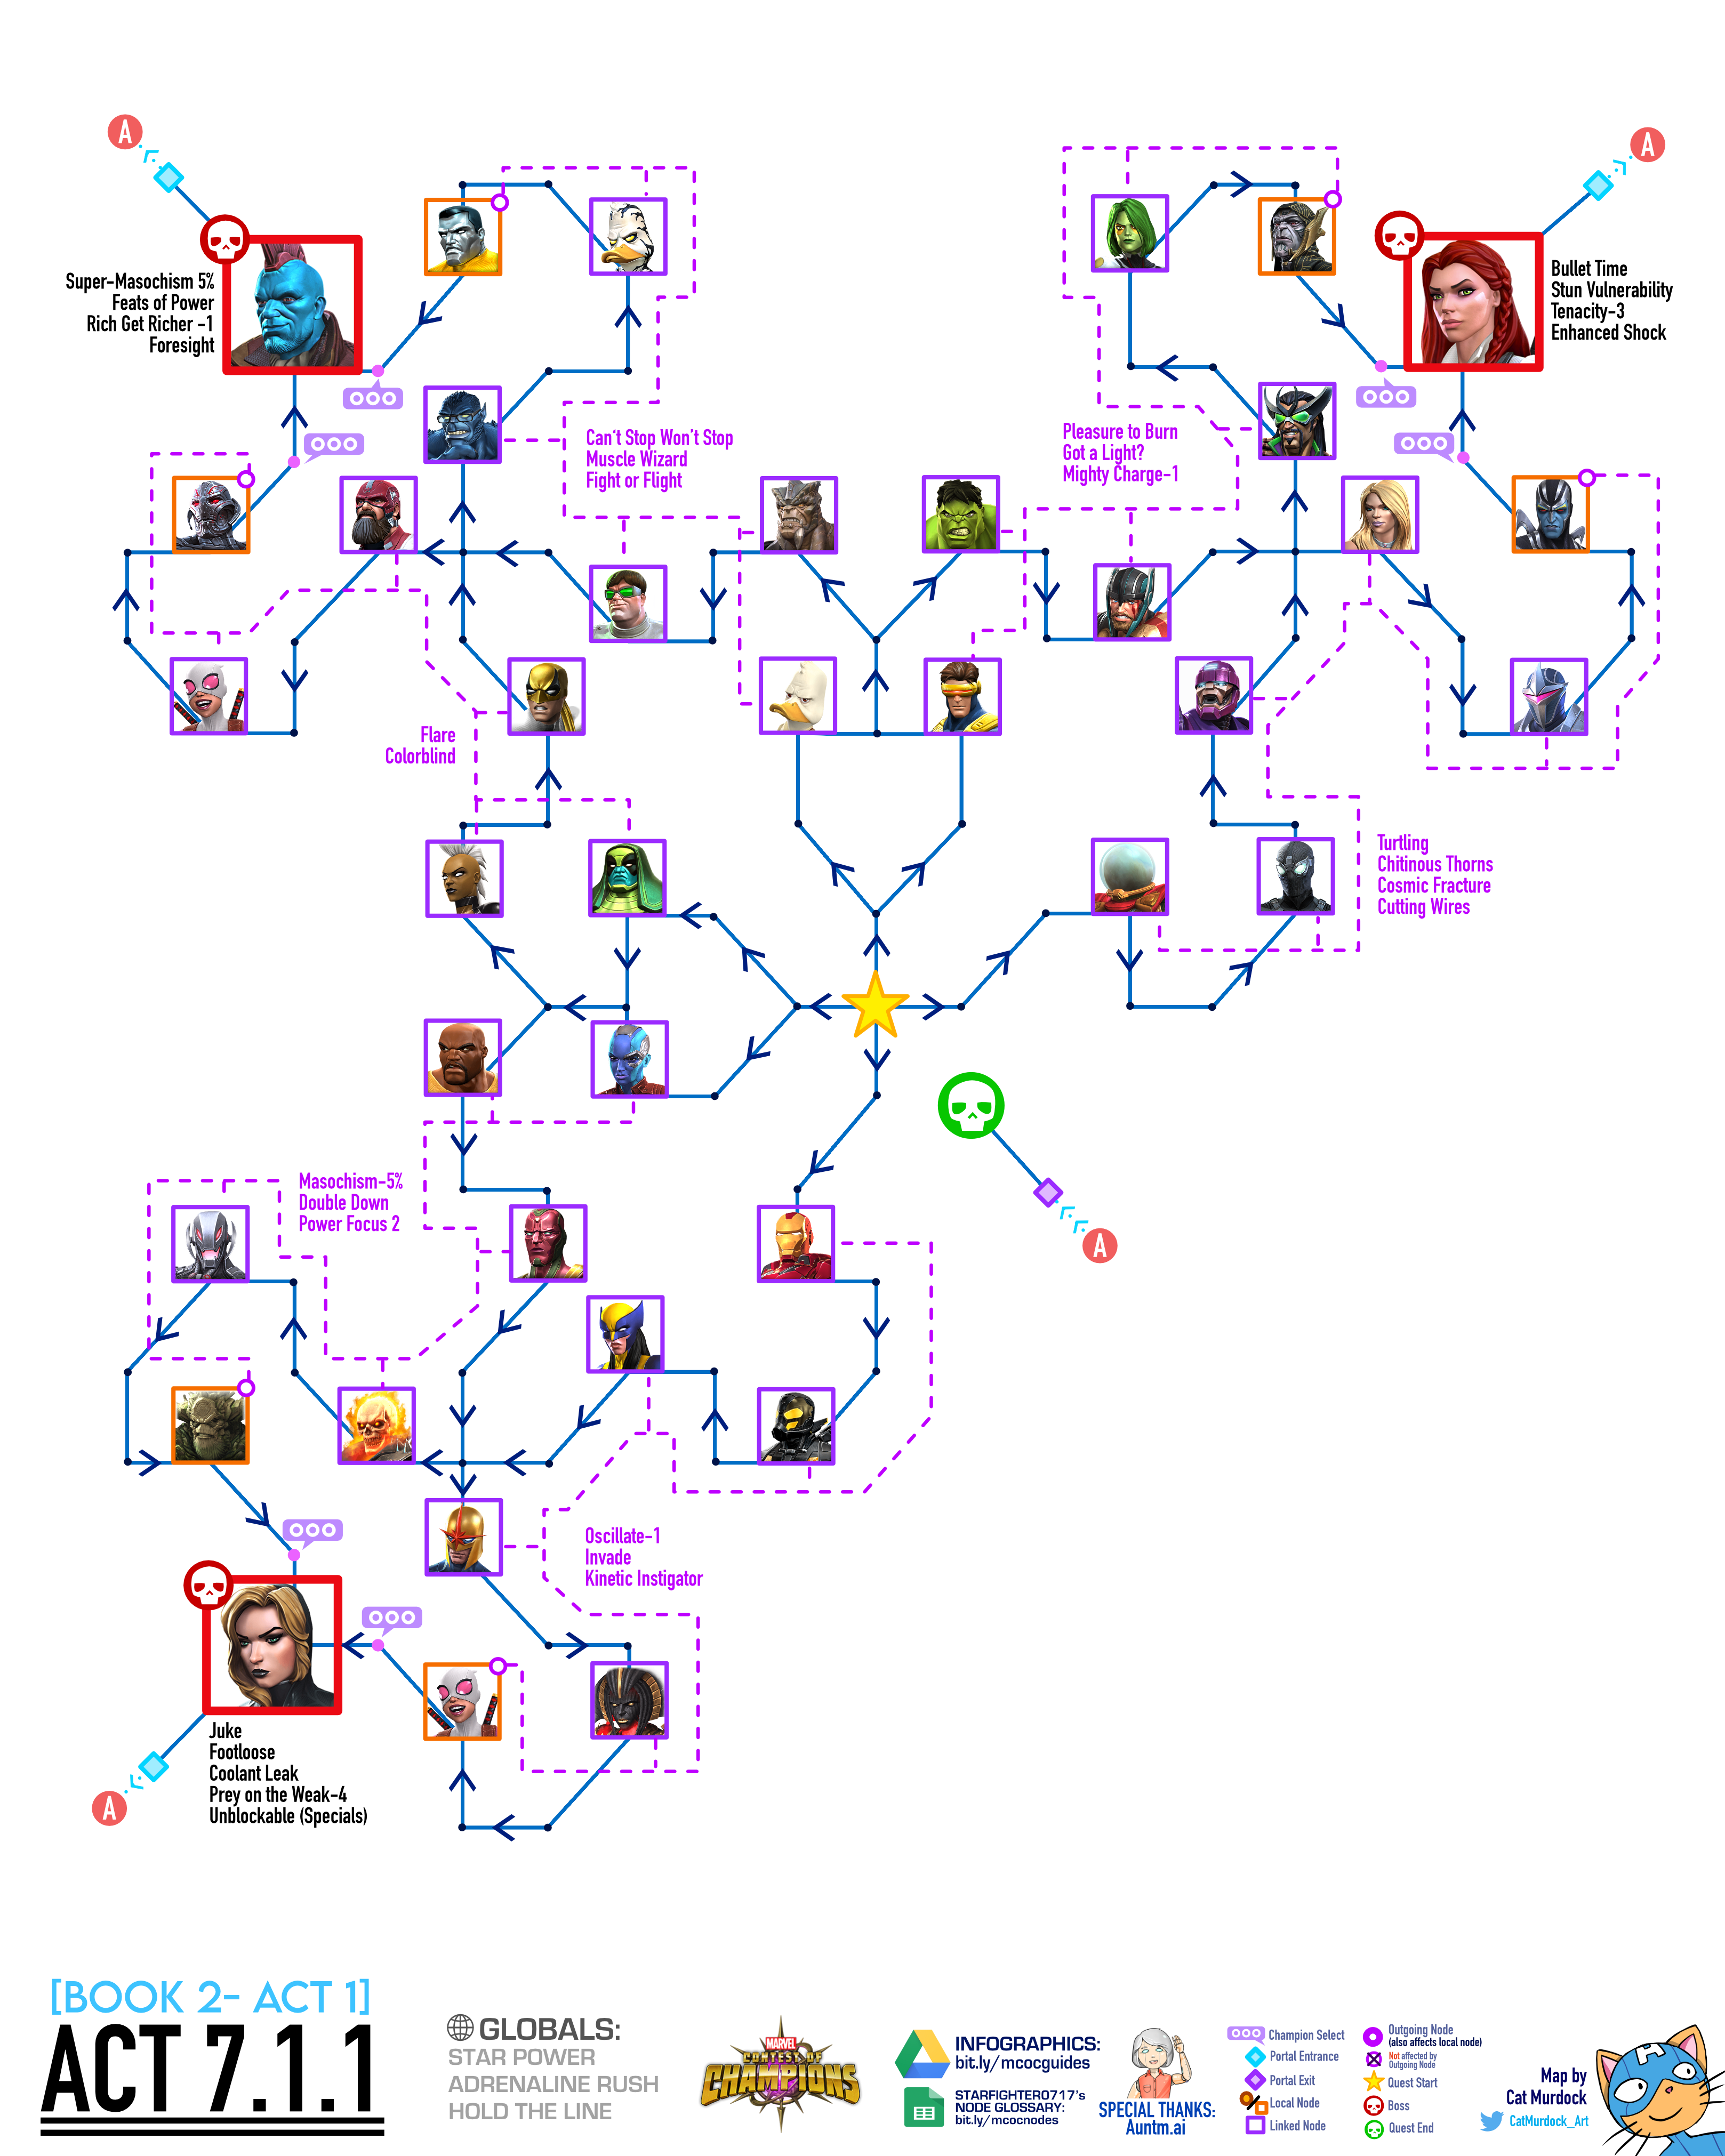 A
A
Super-Masochism 5%
Feats of Power
Rich Get Richer -1
Foresight
Bullet Time
Stun Vulnerability
Tenacity-3
Enhanced Shock
Can't Stop Won't Stop
Muscle Wizard
Fight or Flight
Pleasure to Burn
Got a Light?
Mighty Charge-1
Flare
Colorblind
Turtling
Chitinous Thorns
Cosmic Fracture
Cutting Wires
Masochism-5%
Double Down
Power Focus 2
A
Oscillate-1
Invade
Kinetic Instigator
Juke
Footloose
Coolant Leak
Prey on the Weak-4
Unblockable (Specials)
A
[BOOK 2- ACT 1]
ACT 7.1.1
GLOBALS:
STAR POWER
ADRENALINE RUSH
HOLD THE LINE
MARVEL
CONTEST OF
CHAMPIONS
INFOGRAPHICS:
bit.ly/mcocguides
STARFIGHTER0717's
NODE GLOSSARY:
bit.ly/mcocnodes
SPECIAL THANKS:
Auntm.ai
Champion Select
Portal Entrance
Portal Exit
Local Node
Linked Node
Outgoing Node
(also affects local node)
Not affected by
Outgoing Node
Quest Start
Boss
Quest End
Map by
Cat Murdock
CatMurdock_Art
A